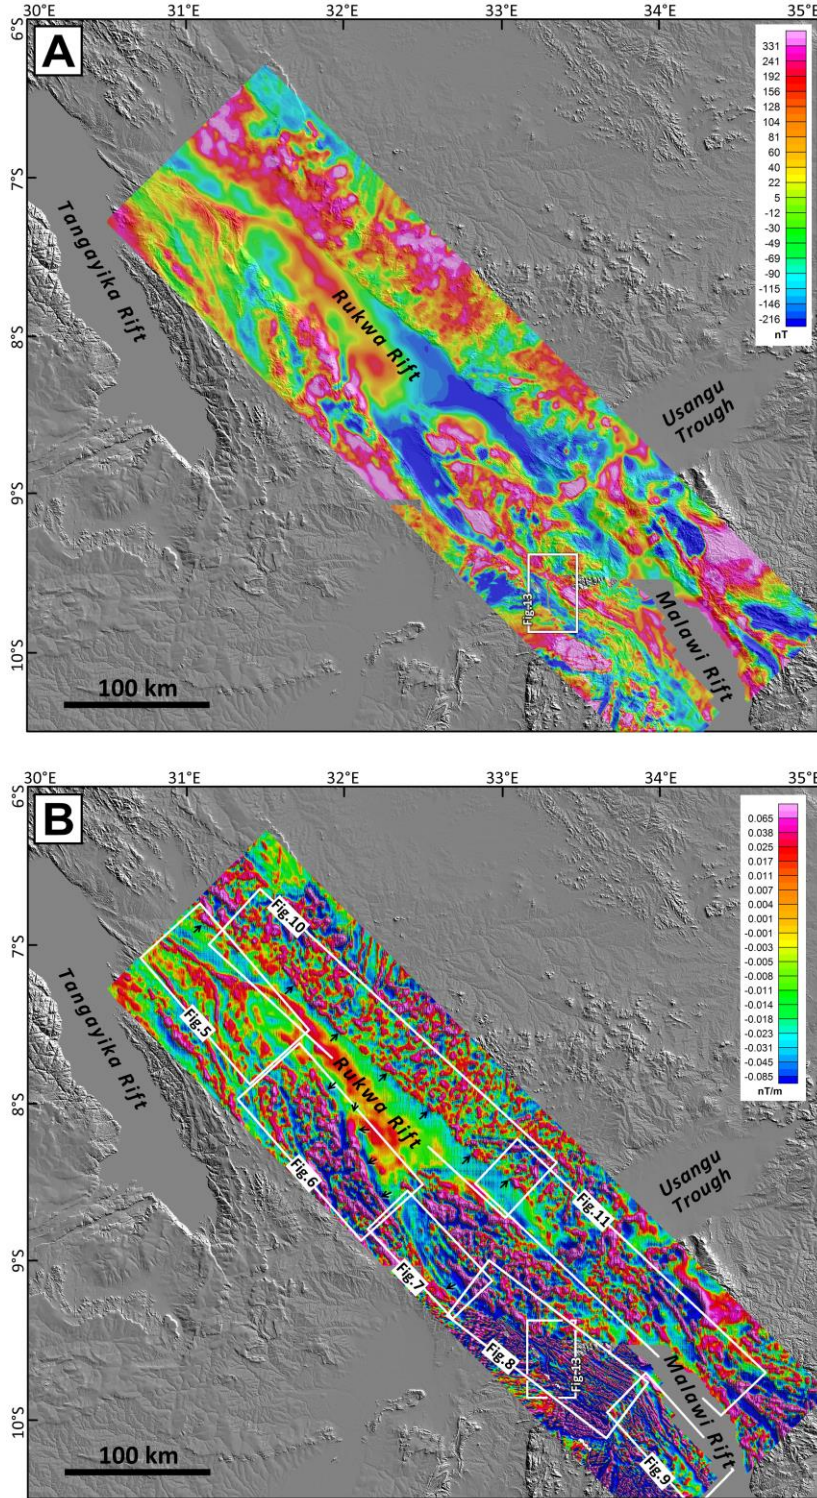 30°E 31°E 32°E 33°E 34°E 35°E
6°S
A
331
241
192
156
128
104
81
60
40
22
5
-12
-30
-49
-69
-90
-115
-146
-216
nT
7°S
Tangayika Rift
Rukwa Rift
8°S
Usangu
Trough
9°S
Fig.13
Malawi Rift
10°S
100 km
30°E 31°E 32°E 33°E 34°E 35°E
6°S
B
0.065
0.038
0.025
0.017
0.011
0.007
0.004
0.001
-0.003
-0.008
-0.011
-0.014
-0.018
-0.023
-0.031
-0.045
-0.085
nT/m
Fig.10
7°S
Tangayika Rift
Fig.5
Rukwa Rift
8°S
Fig.6
Usangu
Trough
Fig.11
9°S
Fig.7
Fig.8
Fig.13
Malawi Rift
10°S
100 km
Fig.9